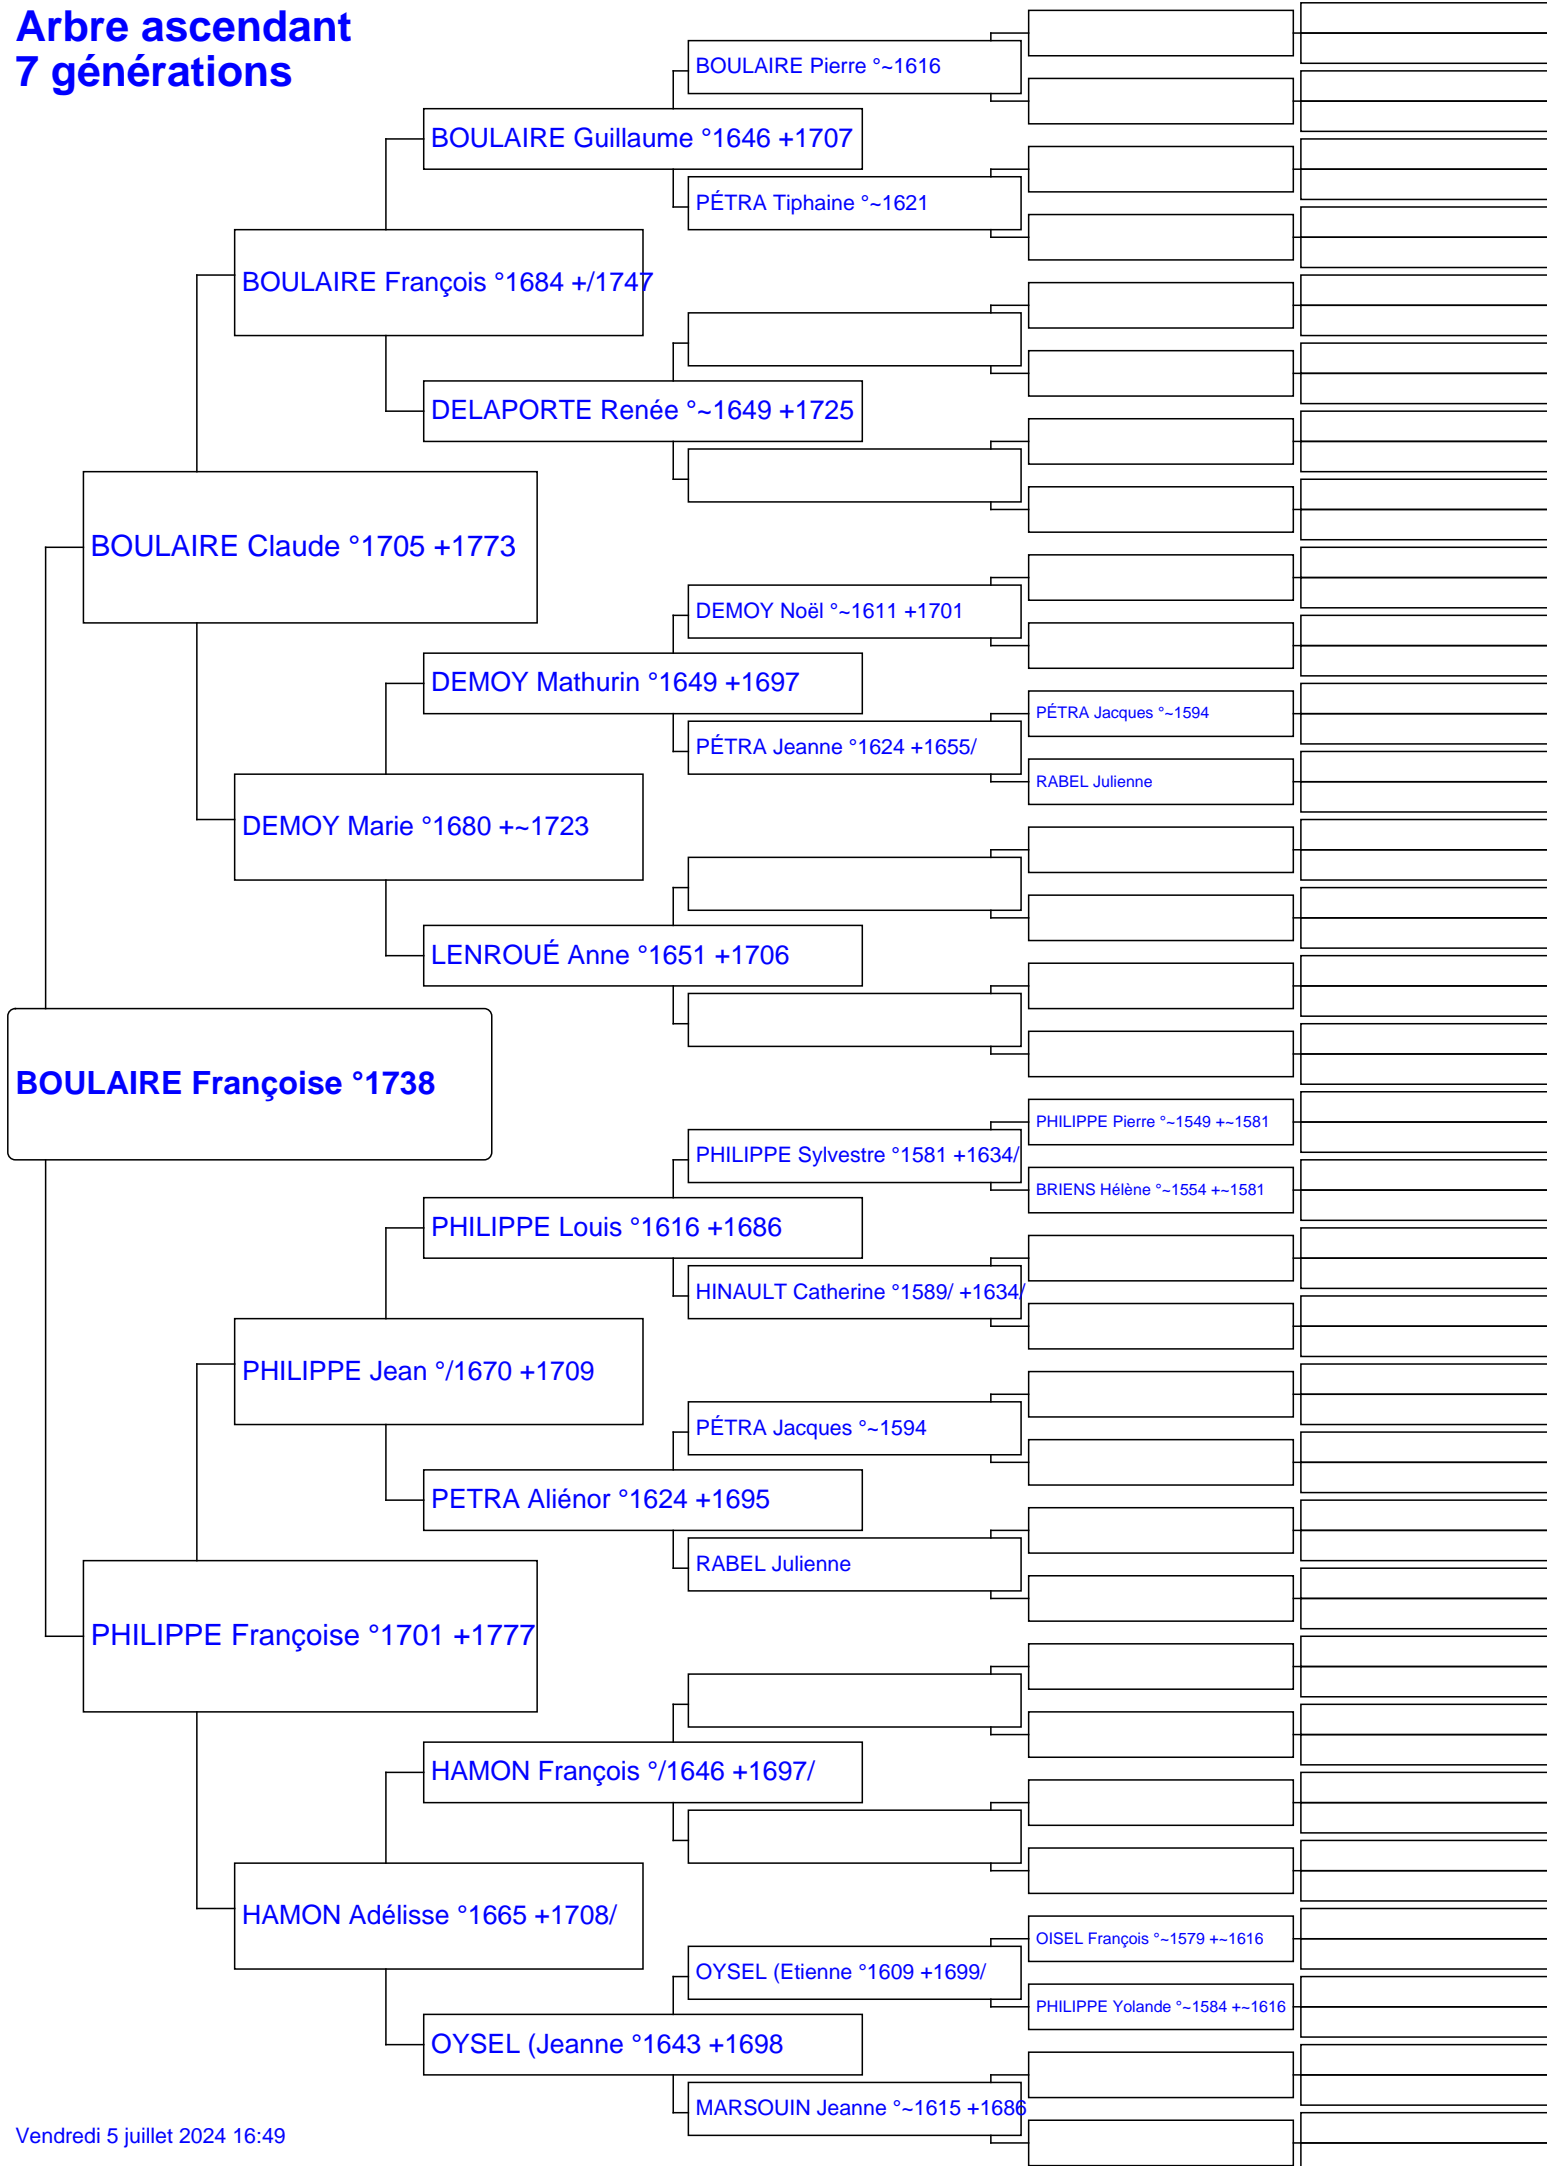 Arbre ascendant
7 générations
BOULAIRE Pierre °~1616
BOULAIRE Guillaume °1646 +1707
PÉTRA Tiphaine °~1621
BOULAIRE François °1684 +/1747
DELAPORTE Renée °~1649 +1725
BOULAIRE Claude °1705 +1773
DEMOY Noël °~1611 +1701
DEMOY Mathurin °1649 +1697
PÉTRA Jacques °~1594
PÉTRA Jeanne °1624 +1655/
RABEL Julienne
DEMOY Marie °1680 +~1723
LENROUÉ Anne °1651 +1706
BOULAIRE Françoise °1738
PHILIPPE Pierre °~1549 +~1581
PHILIPPE Sylvestre °1581 +1634/
BRIENS Hélène °~1554 +~1581
PHILIPPE Louis °1616 +1686
HINAULT Catherine °1589/ +1634/
PHILIPPE Jean °/1670 +1709
PÉTRA Jacques °~1594
PETRA Aliénor °1624 +1695
RABEL Julienne
PHILIPPE Françoise °1701 +1777
HAMON François °/1646 +1697/
HAMON Adélisse °1665 +1708/
OISEL François °~1579 +~1616
OYSEL (Etienne °1609 +1699/
PHILIPPE Yolande °~1584 +~1616
OYSEL (Jeanne °1643 +1698
MARSOUIN Jeanne °~1615 +1686
Vendredi 5 juillet 2024 16:49